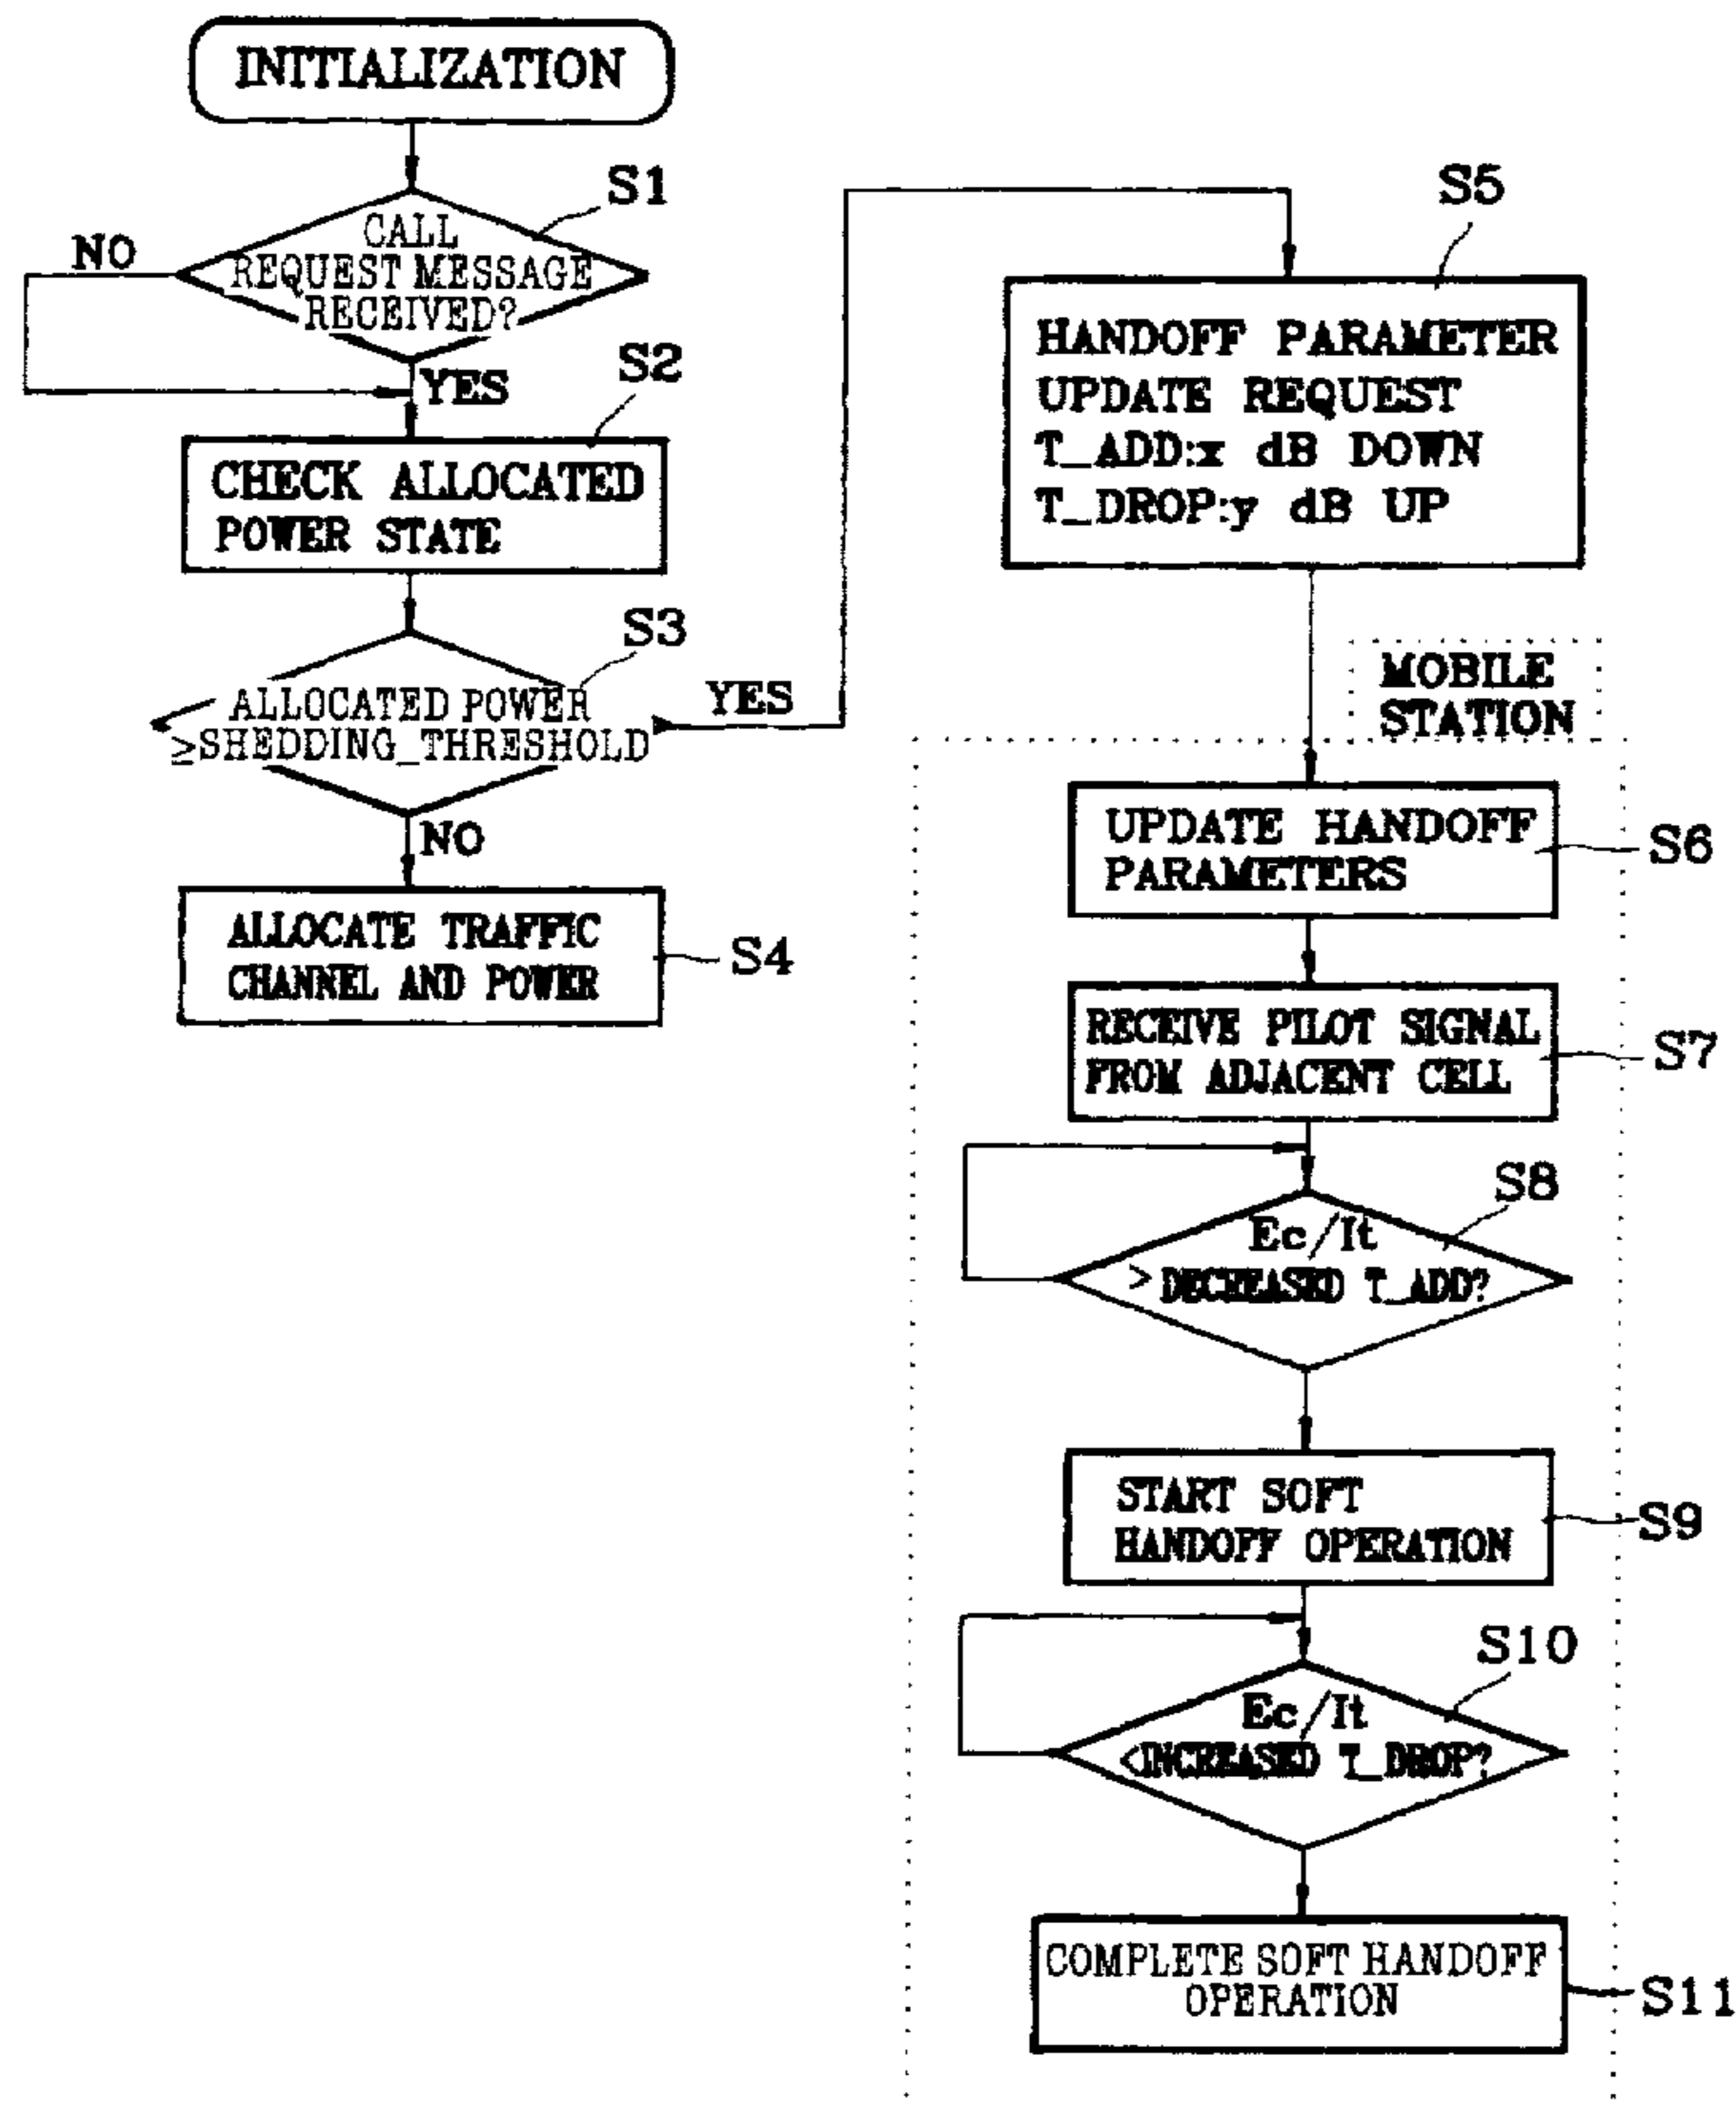 INITIALIZATION
S1
CALL
REQUEST MESSAGE
RECEIVED?
NO
YES
S2
CHECK ALLOCATED
POWER STATE
S3
ALLOCATED POWER
≥SHEDDING_THRESHOLD
YES
NO
ALLOCATE TRAFFIC
CHANNEL AND POWER
S4
S5
HANDOFF PARAMETER
UPDATE REQUEST
T_ADD:x dB DOWN
T_DROP:y dB UP
MOBILE
STATION
UPDATE HANDOFF
PARAMETERS
S6
RECEIVE PILOT SIGNAL
FROM ADJACENT CELL
S7
S8
Ec/It
> DECREASED T_ADD?
START SOFT
HANDOFF OPERATION
S9
S10
Ec/It
<INCREASED T_DROP?
COMPLETE SOFT HANDOFF
OPERATION
S11